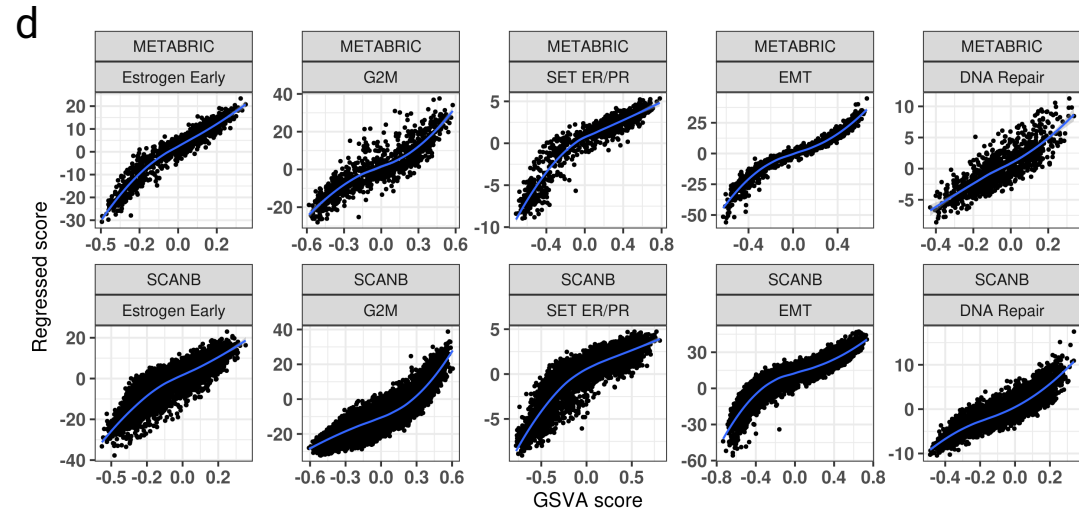 d
METABRIC METABRIC METABRIC METABRIC METABRIC
Estrogen Early G2M SET ER/PR EMT DNA Repair
20 10 0 -10 -20 -30
40 20 0 -20
5 0 -5 -10
25 0 -25 -50
10 5 0 -5
-0.5 -0.2 0.0 0.2
-0.6 -0.3 0.0 0.3 0.6
-0.4 0.0 0.4 0.8
-0.4 0.0 0.4
-0.4 -0.2 0.0 0.2
Regressed score
SCANB SCANB SCANB SCANB SCANB
Estrogen Early G2M SET ER/PR EMT DNA Repair
20 0 -20 -40
40 20 0 -20
5 0 -5
30 0 -30 -60
10 0 -10
-0.5 -0.2 0.0 0.2
-0.6 -0.3 0.0 0.3 0.6
-0.5 0.0 0.5
-0.8 -0.4 0.0 0.4 0.8
-0.5 -0.2 0.0 0.2
GSVA score